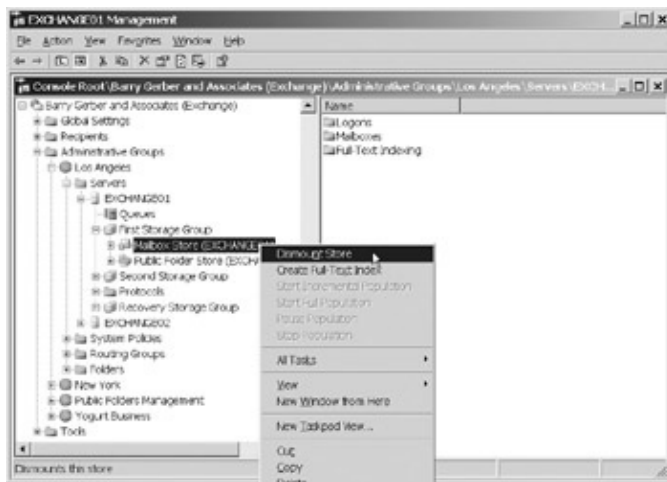 EXCHANGE01 Management
File Action View Favorites Window Help
Console Root\Barry Gerber and Associates (Exchange)\Administrative Groups\Los Angeles\Servers\EXCH...
Barry Gerber and Associates (Exchange)
Global Settings
Recipients
Administrative Groups
Los Angeles
Servers
EXCHANGE01
Queues
First Storage Group
Mailbox Store (EXCHANGE
Public Folder Store (EXCHA
Second Storage Group
Protocols
Recovery Storage Group
EXCHANGE02
System Policies
Routing Groups
Folders
New York
Public Folders Management
Yogurt Business
Tools
Name
Logons
Mailboxes
Full-Text Indexing
Dismount Store
Create Full-Text Index
Start Incremental Population
Start Full Population
Pause Population
Stop Population
All Tasks
View
New Window from Here
New Taskpad View...
Cut
Copy
Delete
Dismounts this store